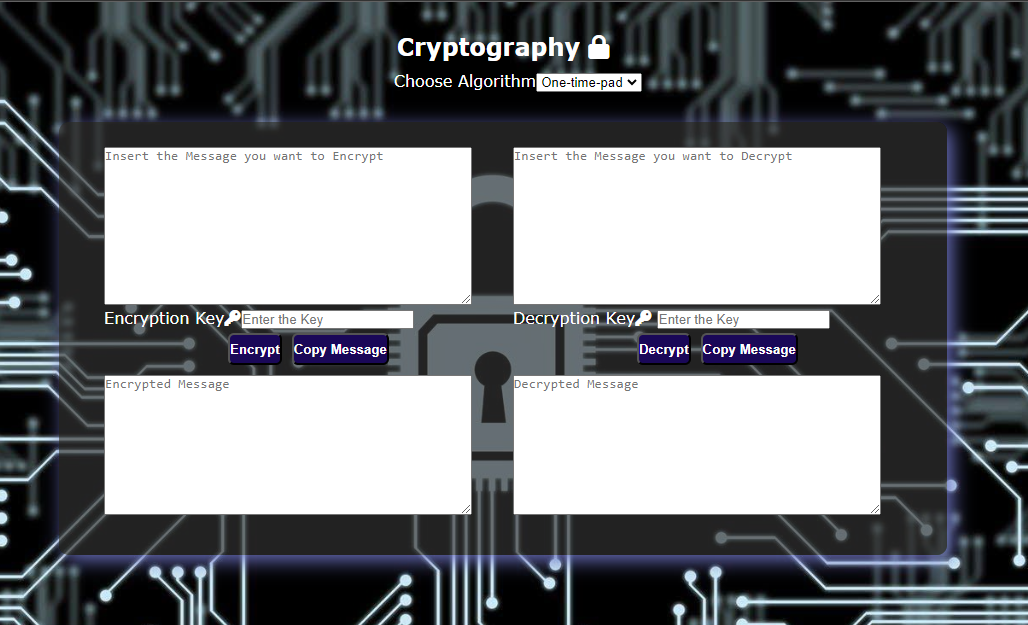 Cryptography
Choose Algorithm One-time-pad
Insert the Message you want to Encrypt
Insert the Message you want to Decrypt
Encryption Key Enter the Key
Decryption Key Enter the Key
Encrypt Copy Message
Decrypt Copy Message
Encrypted Message
Decrypted Message